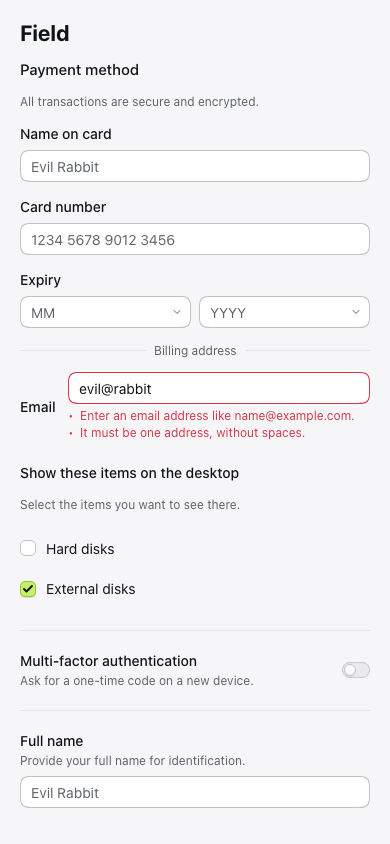 Field
Payment method
All transactions are secure and encrypted.
Name on card
Evil Rabbit
Card number
1234 5678 9012 3456
Expiry
MM
YYYY
Billing address
Email
evil@rabbit
• Enter an email address like name@example.com.
• It must be one address, without spaces.
Show these items on the desktop
Select the items you want to see there.
Hard disks
External disks
Multi-factor authentication
Ask for a one-time code on a new device.
Full name
Provide your full name for identification.
Evil Rabbit